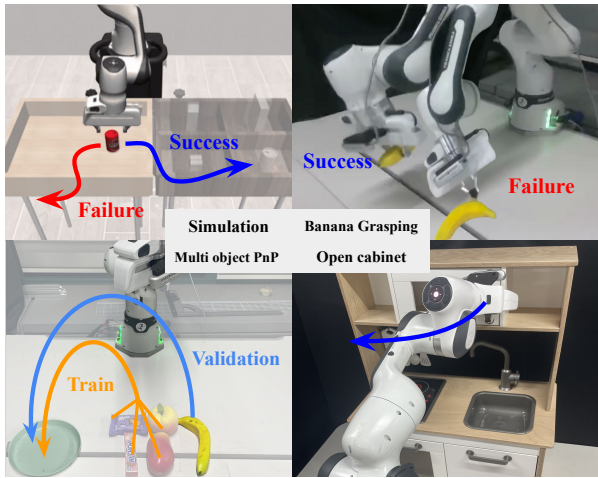 Success
Failure
Success
Failure
Simulation
Banana Grasping
Multi object PnP
Open cabinet
Validation
Train